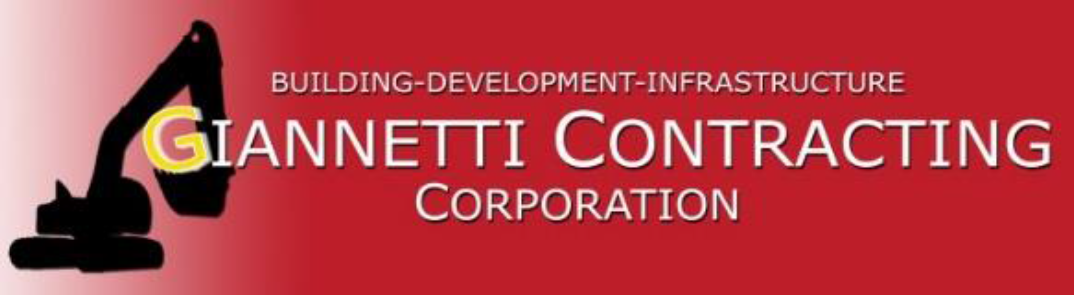 BUILDING-DEVELOPMENT-INFRASTRUCTURE
GIANNETTI CONTRACTING
CORPORATION